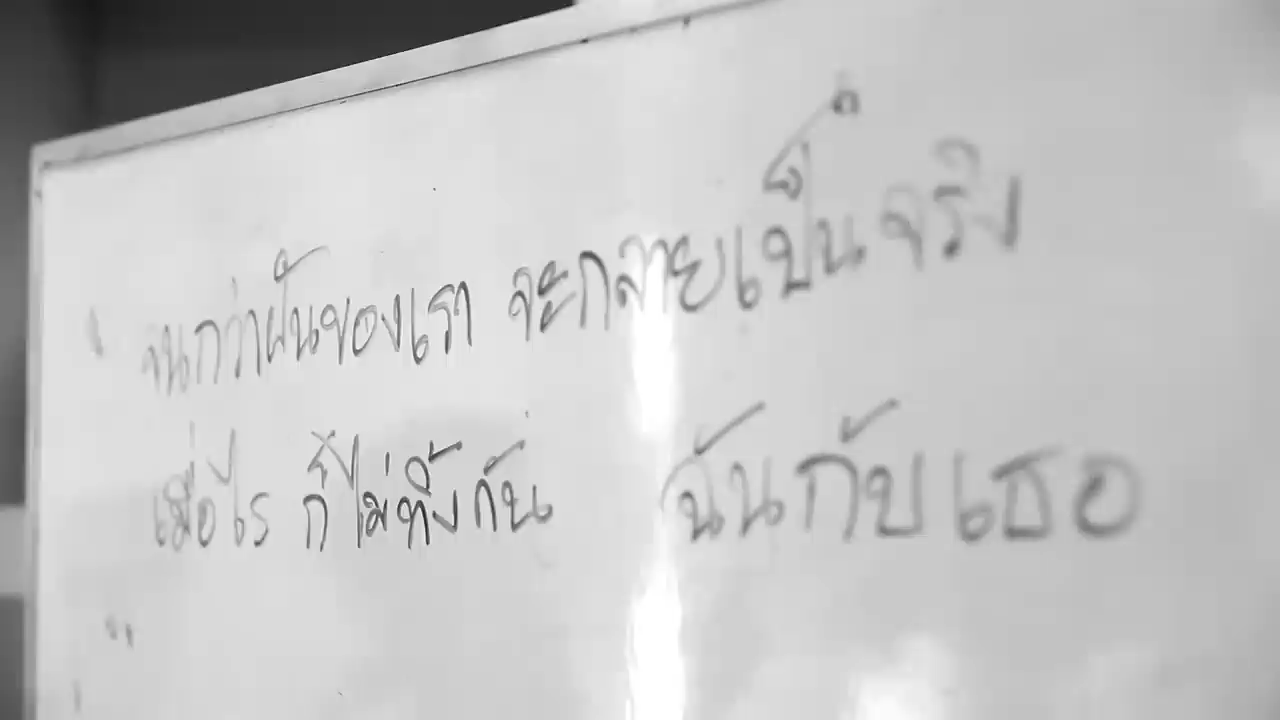 จนกว่าฝันของเรา จะกลายเป็นจริง
เมื่อไร ก็ไม่ทิ้งกัน ฉันกับเธอ